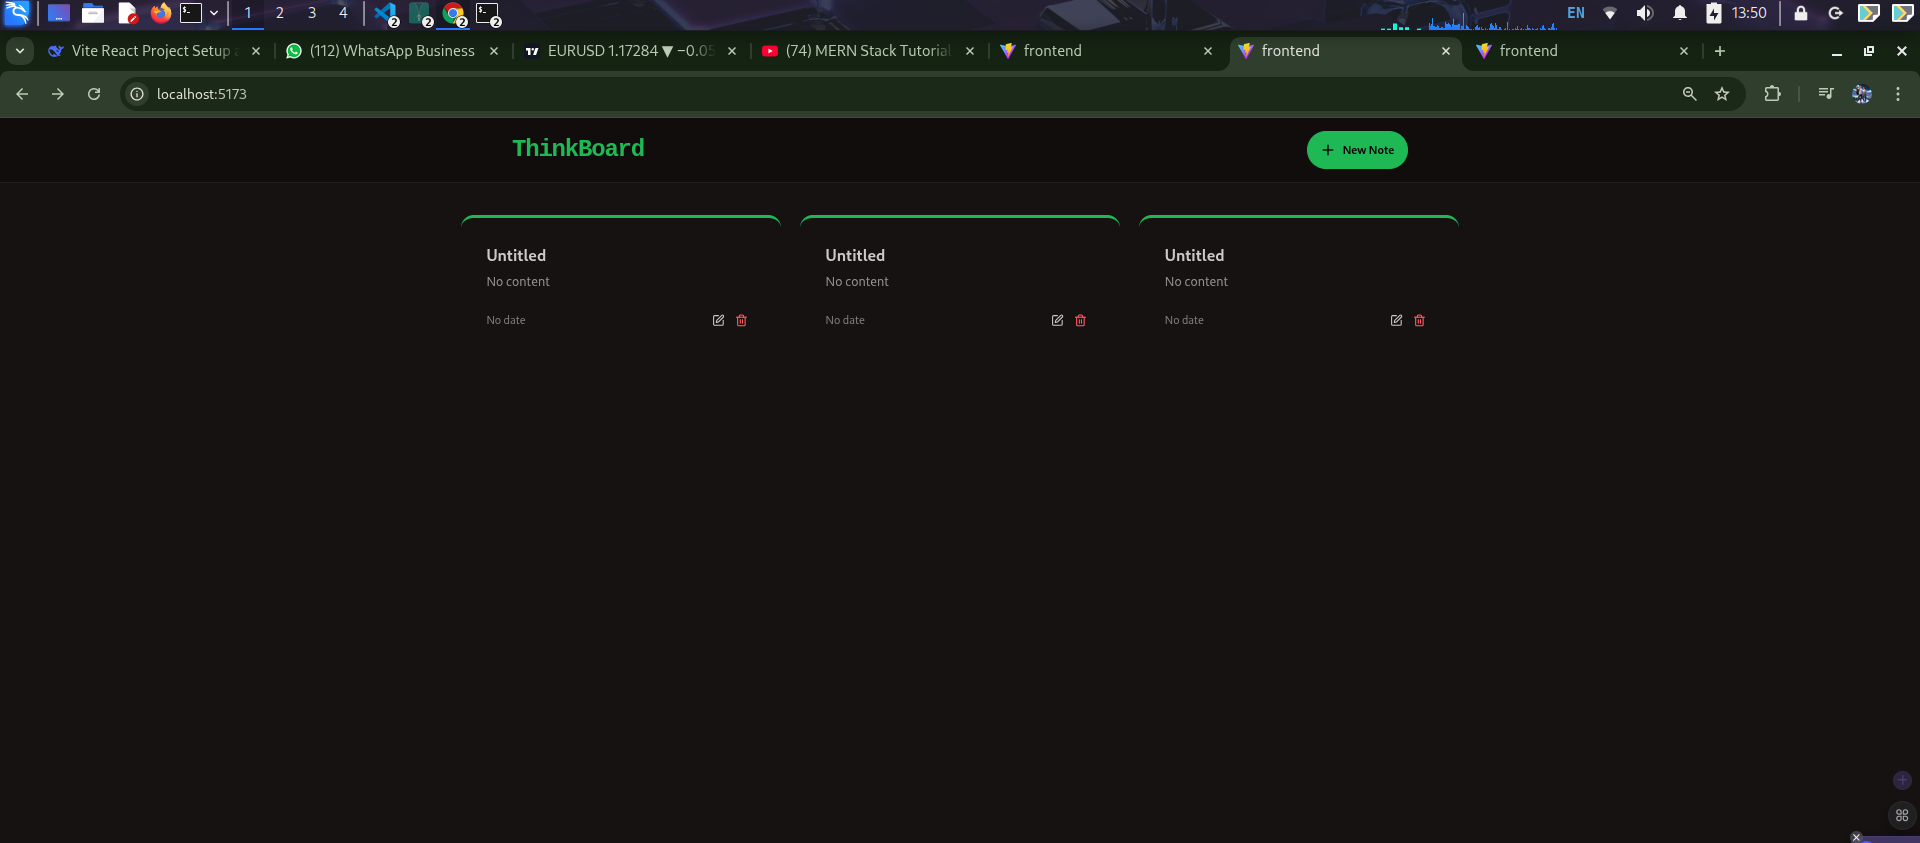 1 2 3 4 2 2 2 2 EN 13:50
Vite React Project Setup (112) WhatsApp Business EURUSD 1.17284 ▼ −0.05 (74) MERN Stack Tutorial frontend frontend frontend
localhost:5173
ThinkBoard New Note
Untitled Untitled Untitled
No content No content No content
No date No date No date